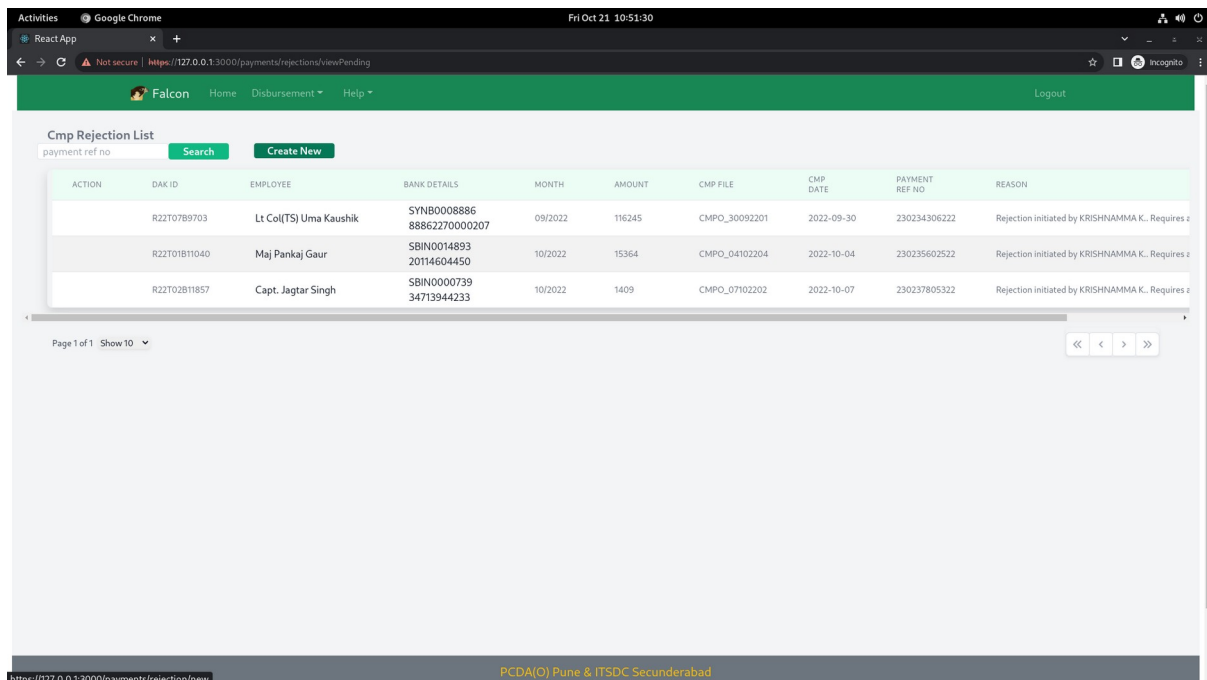 Activities Google Chrome Fri Oct 21 10:51:30
React App
Not secure | https://127.0.0.1:3000/payments/rejections/viewPending Incognito
Falcon Home Disbursement Help Logout
Cmp Rejection List
payment ref no Search Create New
ACTION DAK ID EMPLOYEE BANK DETAILS MONTH AMOUNT CMP FILE CMP DATE PAYMENT REF NO REASON
R22T07B9703 Lt Col(TS) Uma Kaushik SYNB0008886 88862270000207 09/2022 116245 CMPO_30092201 2022-09-30 230234306222 Rejection initiated by KRISHNAMMA K.. Requires a
R22T01B11040 Maj Pankaj Gaur SBIN0014893 20114604450 10/2022 15364 CMPO_04102204 2022-10-04 230235602522 Rejection initiated by KRISHNAMMA K.. Requires a
R22T02B11857 Capt. Jagtar Singh SBIN0000739 34713944233 10/2022 1409 CMPO_07102202 2022-10-07 230237805322 Rejection initiated by KRISHNAMMA K.. Requires a
Page 1 of 1 Show 10
PCDA(O) Pune & ITSDC Secunderabad
https://127.0.0.1:3000/payments/rejection/new